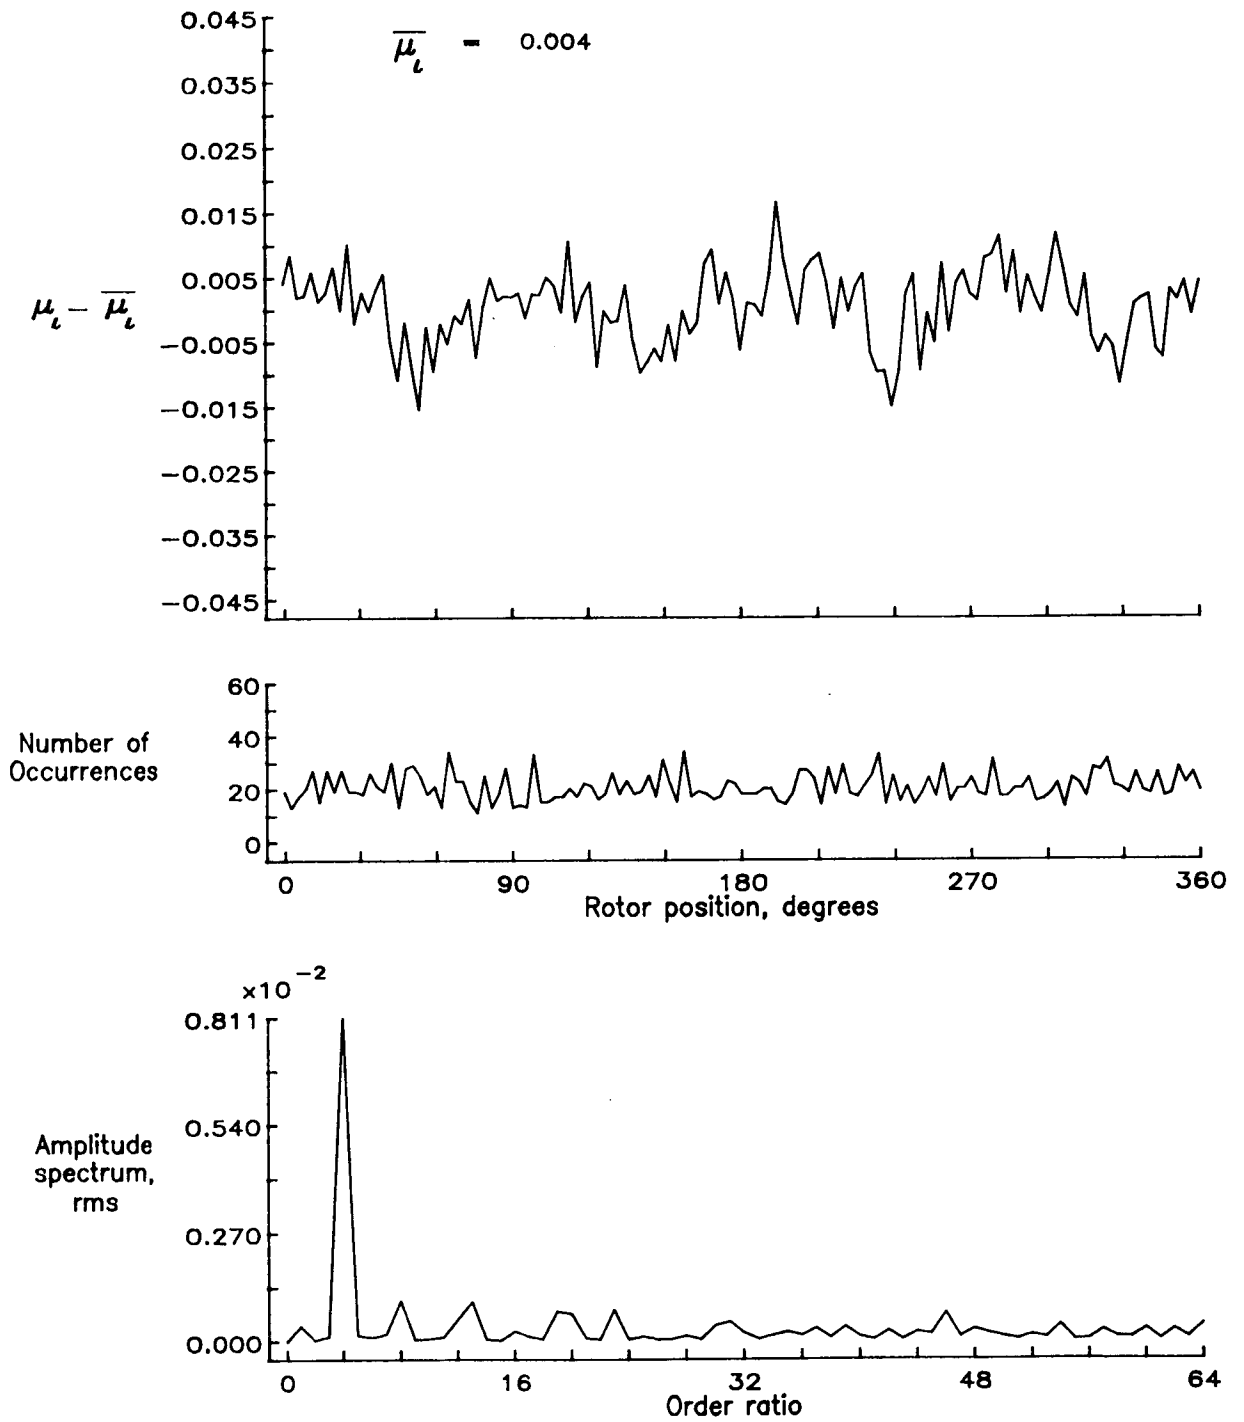 0.045
0.035
0.025
0.015
0.005
−0.005
−0.015
−0.025
−0.035
−0.045
μ̅ι = 0.004
μι − μ̅ι
60
40
20
0
Number of
Occurrences
0 90 180 270 360
Rotor position, degrees
×10⁻²
0.811
0.540
0.270
0.000
Amplitude
spectrum,
rms
0 16 32 48 64
Order ratio